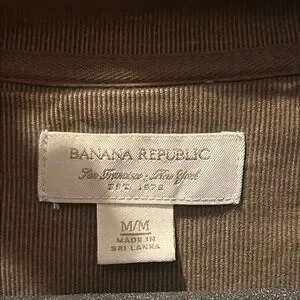 BANANA REPUBLIC
San Francisco • New York
EST. 1978
M/M
MADE IN
SRI LANKA